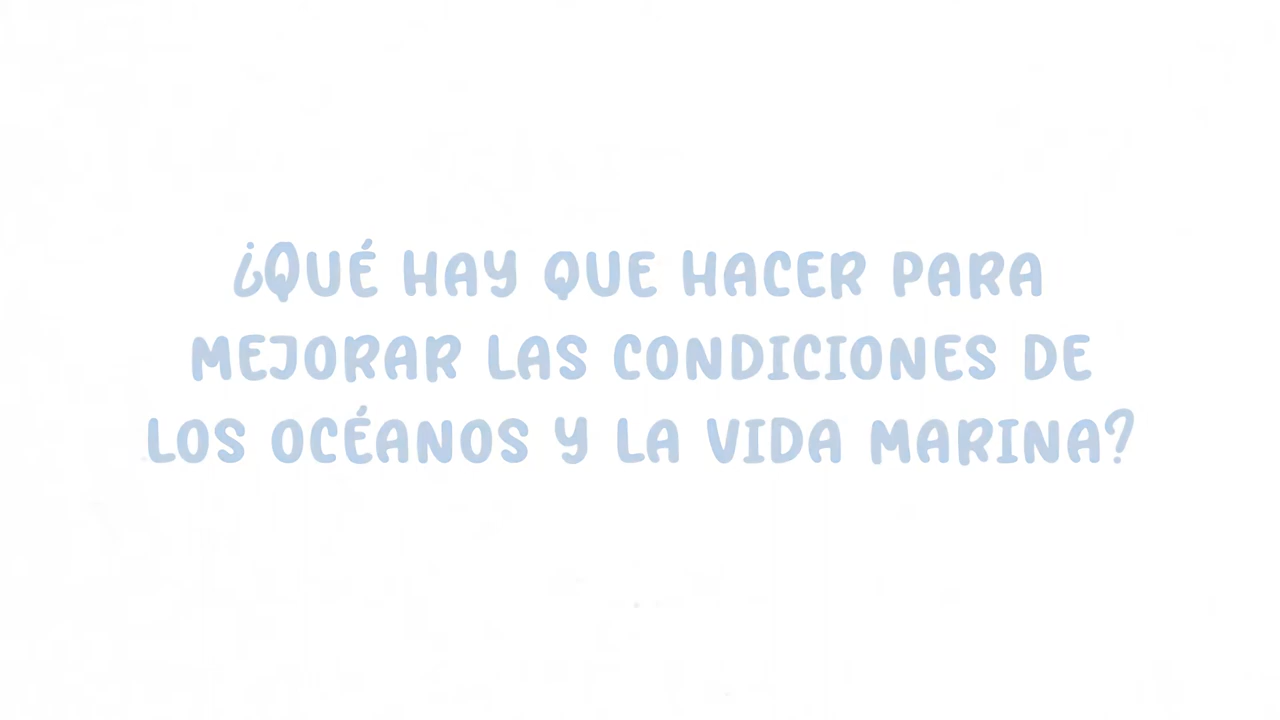 ¿QUÉ HAY QUE HACER PARA
MEJORAR LAS CONDICIONES DE
LOS OCÉANOS Y LA VIDA MARINA?